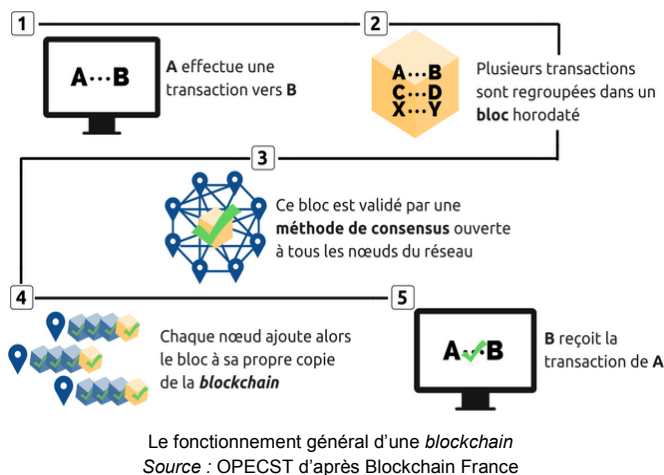 1
A···B
A effectue une
transaction vers B
2
A···B
C···D
X···Y
Plusieurs transactions
sont regroupées dans un
bloc horodaté
3
Ce bloc est validé par une
méthode de consensus ouverte
à tous les nœuds du réseau
4
Chaque nœud ajoute alors
le bloc à sa propre copie
de la blockchain
5
A···B
B reçoit la
transaction de A
Le fonctionnement général d’une blockchain
Source : OPECST d’après Blockchain France